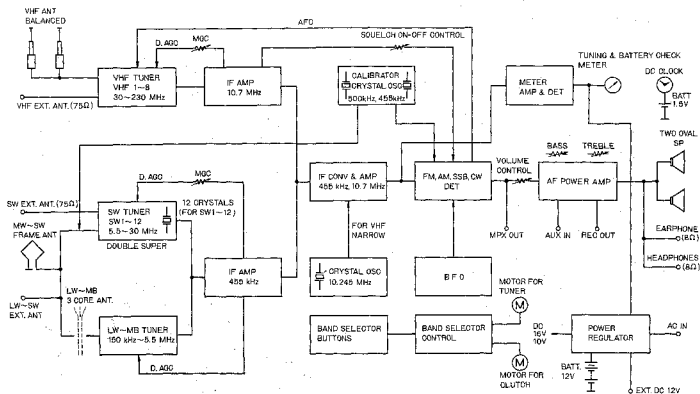 VHF ANT
BALANCED
AFC
D. AGC
MGC
SQUELCH ON-OFF CONTROL
VHF TUNER
VHF 1~8
30~230 MHz
IF AMP
10.7 MHz
CALIBRATOR
CRYSTAL OSC
500kHz, 455kHz
METER
AMP & DET
TUNING & BATTERY CHECK
METER
DC CLOCK
BATT
1.5V
VHF EXT. ANT. (75Ω)
TWO OVAL
SP
D. AGC
MGC
BASS
TREBLE
IF CONV & AMP
455 kHz, 10.7 MHz
FM, AM, SSB, CW
DET
VOLUME
CONTROL
AF POWER AMP
SW EXT. ANT. (75Ω)
SW TUNER
SW1~12
5.5~30 MHz
12 CRYSTALS
(FOR SW1~12)
DOUBLE SUPER
MW~SW
FRAME ANT
FOR VHF
NARROW
MPX OUT
AUX IN
REC OUT
EARPHONE
(8Ω)
HEADPHONES
(8Ω)
IF AMP
455 kHz
CRYSTAL OSC
10.245 MHz
B F O
LW~MB
3 CORE ANT.
LW~SW
EXT. ANT
LW~MB TUNER
150 kHz~5.5 MHz
D. AGC
MOTOR FOR
TUNER
M
BAND SELECTOR
BUTTONS
BAND SELECTOR
CONTROL
DC
16V
10V
POWER
REGULATOR
AC IN
M
MOTOR FOR
CLUTCH
BATT.
12V
EXT. DC 12V